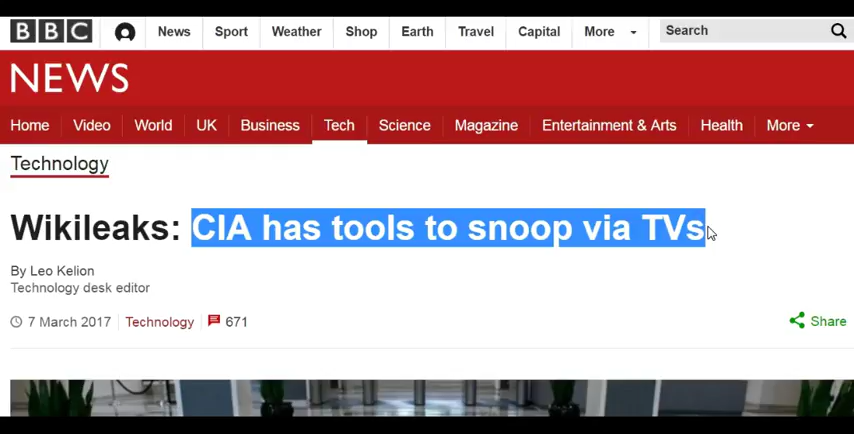 BBC News Sport Weather Shop Earth Travel Capital More Search
NEWS
Home Video World UK Business Tech Science Magazine Entertainment & Arts Health More
Technology
Wikileaks: CIA has tools to snoop via TVs
By Leo Kelion
Technology desk editor
7 March 2017 Technology 671 Share